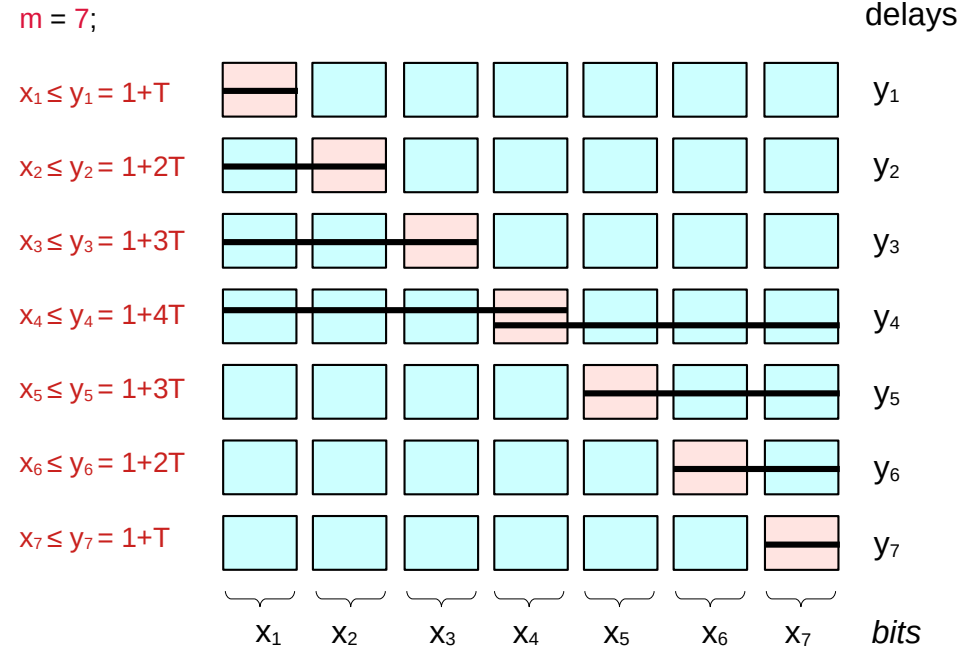 m = 7;
delays
x₁ ≤ y₁ = 1+T
y₁
x₂ ≤ y₂ = 1+2T
y₂
x₃ ≤ y₃ = 1+3T
y₃
x₄ ≤ y₄ = 1+4T
y₄
x₅ ≤ y₅ = 1+3T
y₅
x₆ ≤ y₆ = 1+2T
y₆
x₇ ≤ y₇ = 1+T
y₇
x₁ x₂ x₃ x₄ x₅ x₆ x₇ bits